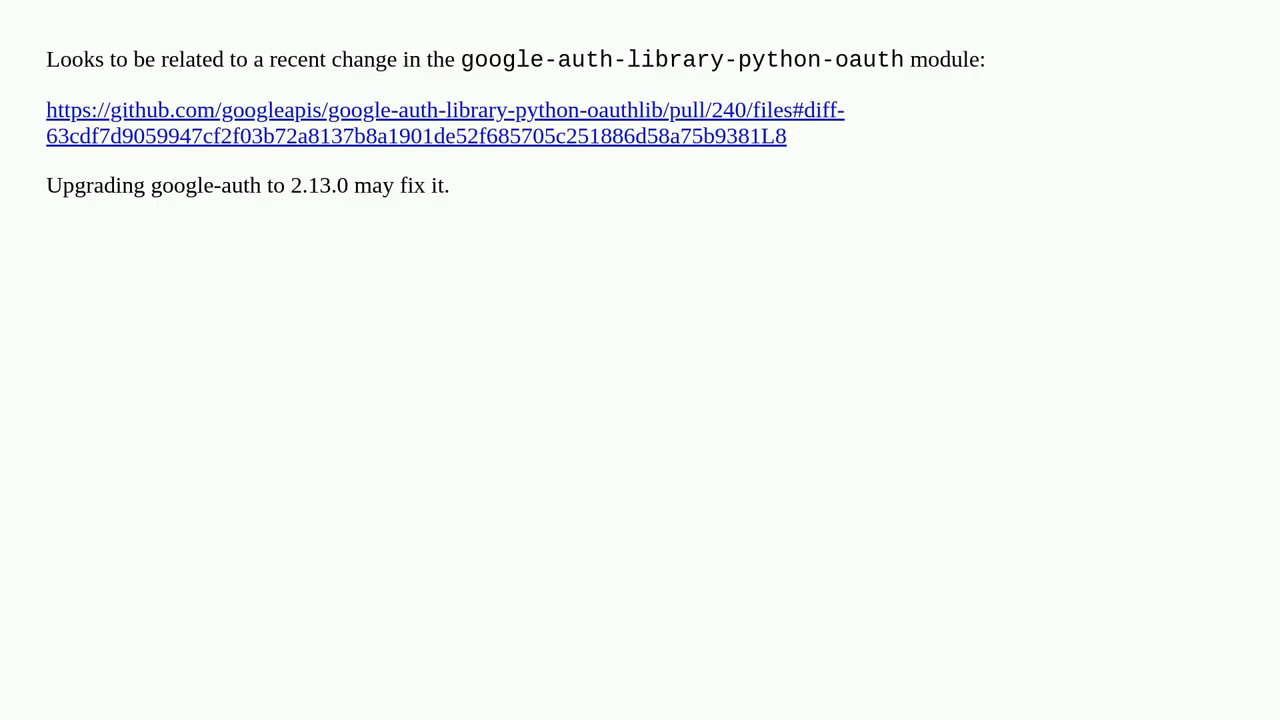 Looks to be related to a recent change in the google-auth-library-python-oauth module:
https://github.com/googleapis/google-auth-library-python-oauthlib/pull/240/files#diff-
63cdf7d9059947cf2f03b72a8137b8a1901de52f685705c251886d58a75b9381L8
Upgrading google-auth to 2.13.0 may fix it.